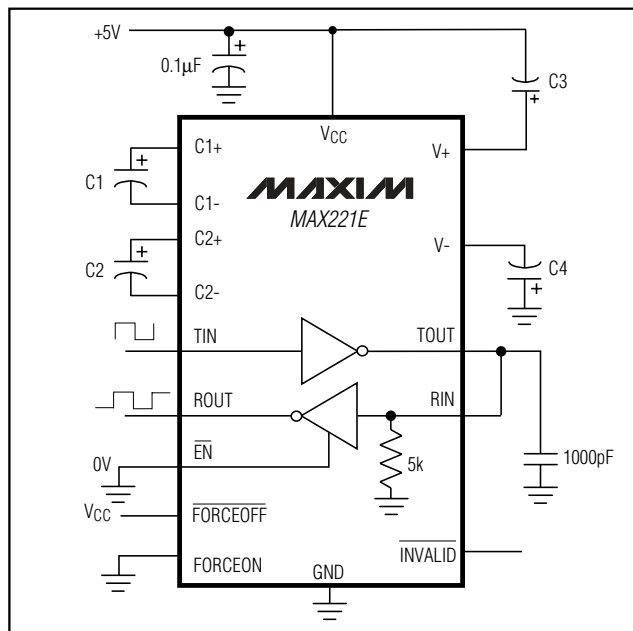 +5V
0.1μF
C3
VCC
C1+
V+
C1
C1-
MAXIM
MAX221E
C2+
V-
C2
C2-
C4
TIN
TOUT
ROUT
RIN
EN
5k
1000pF
0V
VCC
FORCEOFF
FORCEON
GND
INVALID